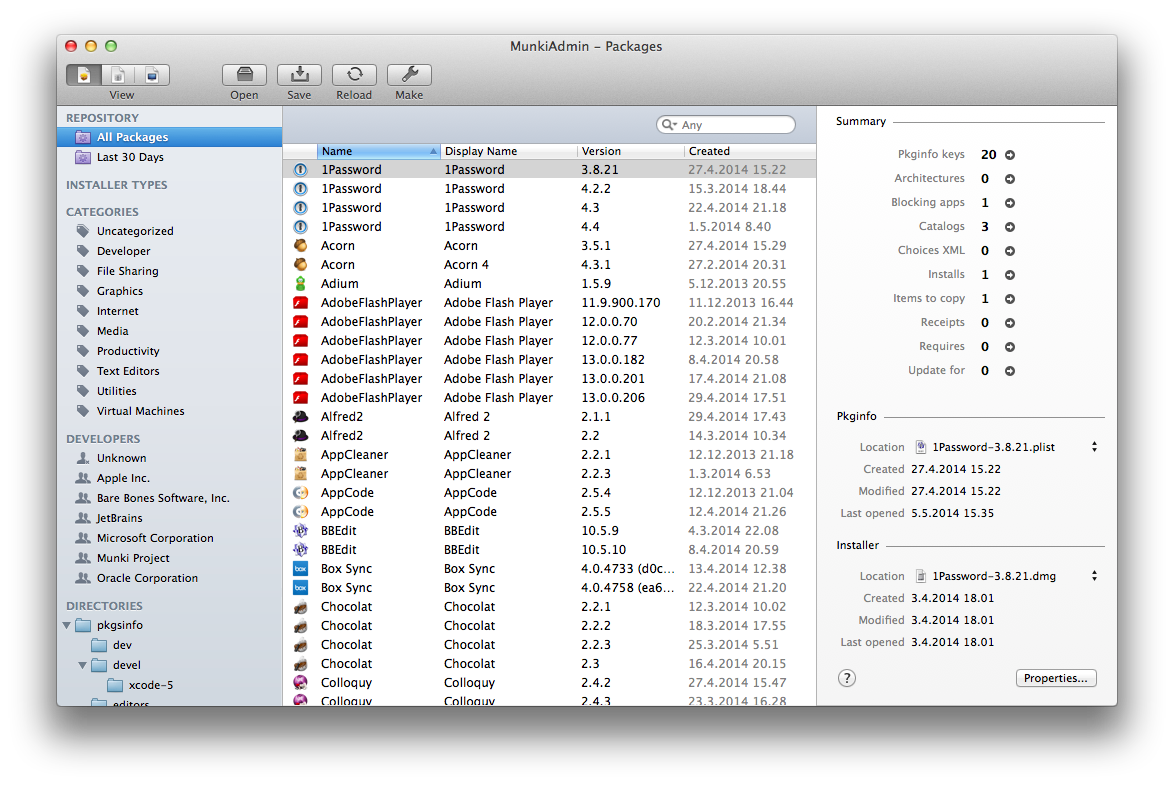 MunkiAdmin – Packages
View
Open
Save
Reload
Make
REPOSITORY
All Packages
Last 30 Days
INSTALLER TYPES
CATEGORIES
Uncategorized
Developer
File Sharing
Graphics
Internet
Media
Productivity
Text Editors
Utilities
Virtual Machines
DEVELOPERS
Unknown
Apple Inc.
Bare Bones Software, Inc.
JetBrains
Microsoft Corporation
Munki Project
Oracle Corporation
DIRECTORIES
pkgsinfo
dev
devel
xcode-5
editors
Any
Name Display Name Version Created
1Password 1Password 3.8.21 27.4.2014 15.22
1Password 1Password 4.2.2 15.3.2014 18.44
1Password 1Password 4.3 22.4.2014 21.18
1Password 1Password 4.4 1.5.2014 8.40
Acorn Acorn 3.5.1 27.4.2014 15.29
Acorn Acorn 4 4.3.1 27.2.2014 20.31
Adium Adium 1.5.9 5.12.2013 20.55
AdobeFlashPlayer Adobe Flash Player 11.9.900.170 11.12.2013 16.44
AdobeFlashPlayer Adobe Flash Player 12.0.0.70 20.2.2014 21.34
AdobeFlashPlayer Adobe Flash Player 12.0.0.77 12.3.2014 10.01
AdobeFlashPlayer Adobe Flash Player 13.0.0.182 8.4.2014 20.58
AdobeFlashPlayer Adobe Flash Player 13.0.0.201 17.4.2014 21.08
AdobeFlashPlayer Adobe Flash Player 13.0.0.206 29.4.2014 17.51
Alfred2 Alfred 2 2.1.1 29.4.2014 17.43
Alfred2 Alfred 2 2.2 14.3.2014 10.34
AppCleaner AppCleaner 2.2.1 12.12.2013 21.18
AppCleaner AppCleaner 2.2.3 1.3.2014 6.53
AppCode AppCode 2.5.4 12.12.2013 21.04
AppCode AppCode 2.5.5 12.4.2014 21.26
BBEdit BBEdit 10.5.9 4.3.2014 22.08
BBEdit BBEdit 10.5.10 8.4.2014 20.59
box Box Sync Box Sync 4.0.4733 (d0c... 13.4.2014 12.38
box Box Sync Box Sync 4.0.4758 (ea6... 22.4.2014 21.20
Chocolat Chocolat 2.2.1 12.3.2014 10.02
Chocolat Chocolat 2.2.2 18.3.2014 17.55
Chocolat Chocolat 2.2.3 25.3.2014 5.51
Chocolat Chocolat 2.3 16.4.2014 20.15
Colloquy Colloquy 2.4.2 27.4.2014 15.47
Colloquy Colloquy 2.4.3 23.3.2014 16.28
Summary
Pkginfo keys 20
Architectures 0
Blocking apps 1
Catalogs 3
Choices XML 0
Installs 1
Items to copy 1
Receipts 0
Requires 0
Update for 0
Pkginfo
Location 1Password-3.8.21.plist
Created 27.4.2014 15.22
Modified 27.4.2014 15.22
Last opened 5.5.2014 15.35
Installer
Location 1Password-3.8.21.dmg
Created 3.4.2014 18.01
Modified 3.4.2014 18.01
Last opened 3.4.2014 18.01
?
Properties...